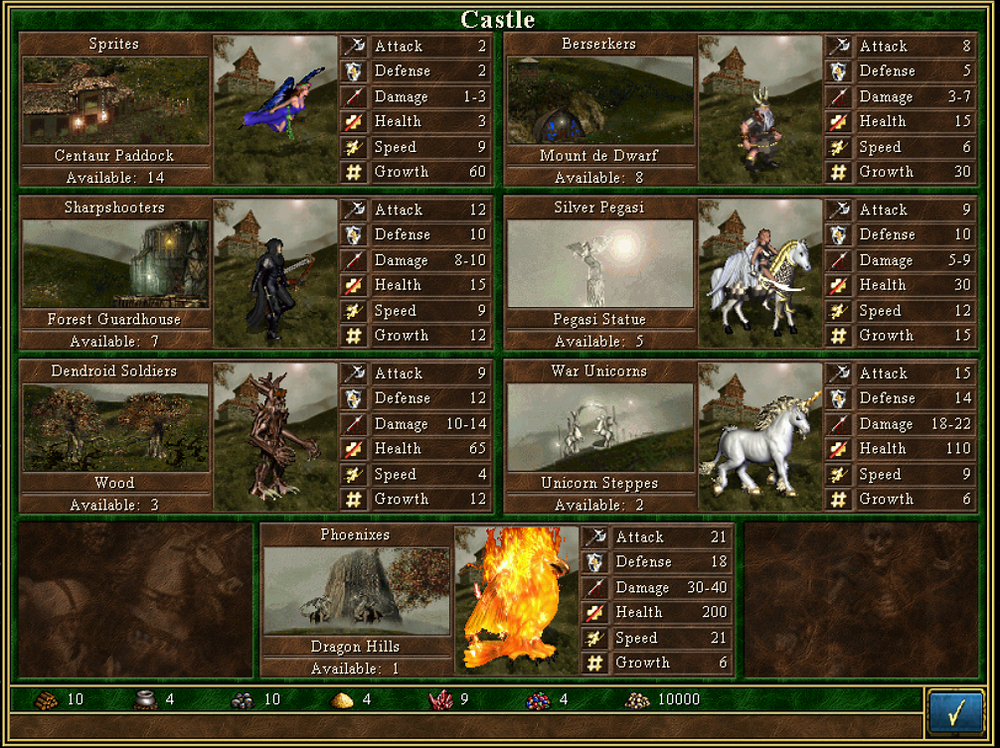 Castle
Sprites
Centaur Paddock
Available: 14
Attack 2
Defense 2
Damage 1-3
Health 3
Speed 9
Growth 60
Berserkers
Mount de Dwarf
Available: 8
Attack 8
Defense 5
Damage 3-7
Health 15
Speed 6
Growth 30
Sharpshooters
Forest Guardhouse
Available: 7
Attack 12
Defense 10
Damage 8-10
Health 15
Speed 9
Growth 12
Silver Pegasi
Pegasi Statue
Available: 5
Attack 9
Defense 10
Damage 5-9
Health 30
Speed 12
Growth 15
Dendroid Soldiers
Wood
Available: 3
Attack 9
Defense 12
Damage 10-14
Health 65
Speed 4
Growth 12
War Unicorns
Unicorn Steppes
Available: 2
Attack 15
Defense 14
Damage 18-22
Health 110
Speed 9
Growth 6
Phoenixes
Dragon Hills
Available: 1
Attack 21
Defense 18
Damage 30-40
Health 200
Speed 21
Growth 6
10 4 10 4 9 4 10000